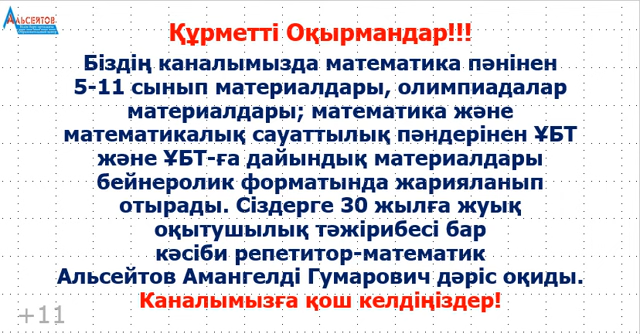 АЛЬСЕЙТОВ
Құрметті Оқырмандар!!!
Біздің каналымызда математика пәнінен
5-11 сынып материалдары, олимпиадалар
материалдары; математика және
математикалық сауаттылық пәндерінен ҰБТ
және ҰБТ-ға дайындық материалдары
бейнеролик форматында жарияланып
отырады. Сіздерге 30 жылға жуық
оқытушылық тәжірибесі бар
кәсіби репетитор-математик
Альсейтов Амангелді Гумарович дәріс оқиды.
Каналымызға қош келдіңіздер!
+11